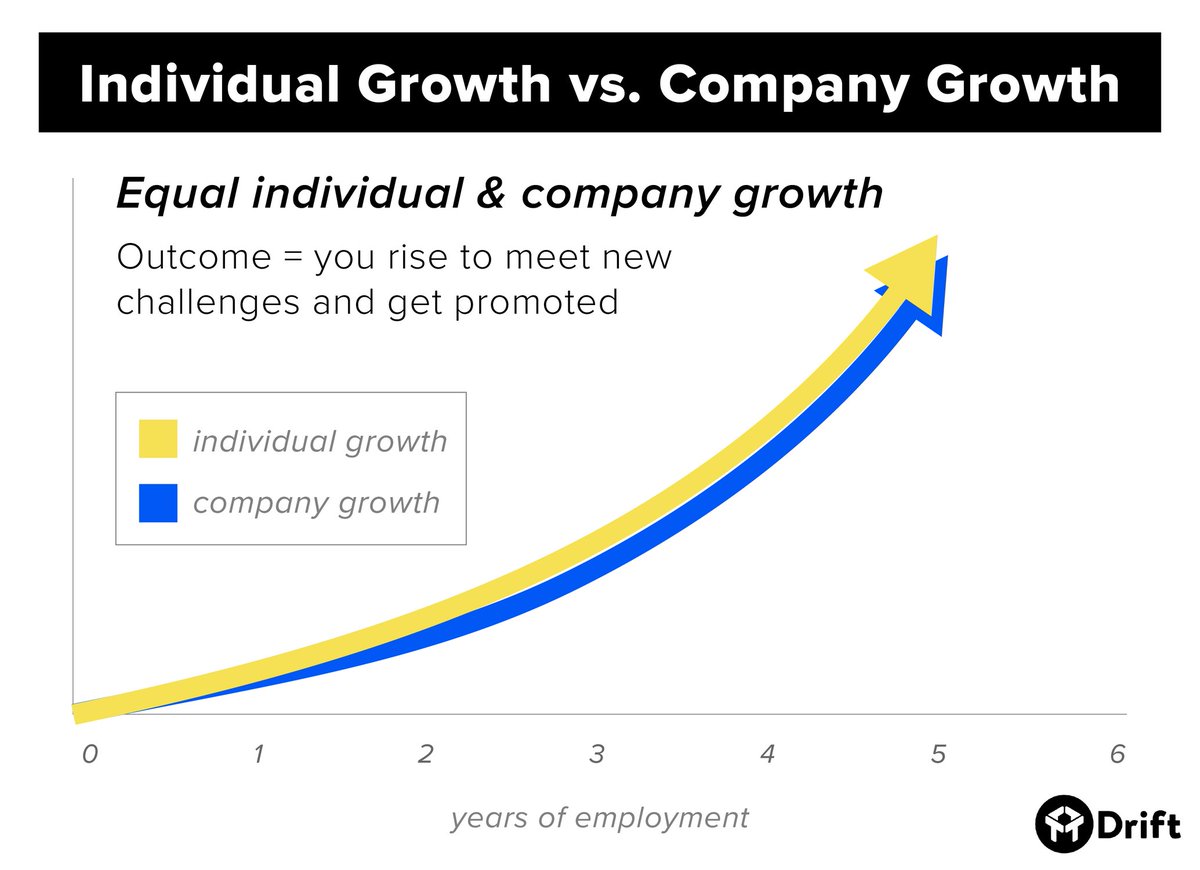 Individual Growth vs. Company Growth
Equal individual & company growth
Outcome = you rise to meet new
challenges and get promoted
individual growth
company growth
0 1 2 3 4 5 6
years of employment
Drift